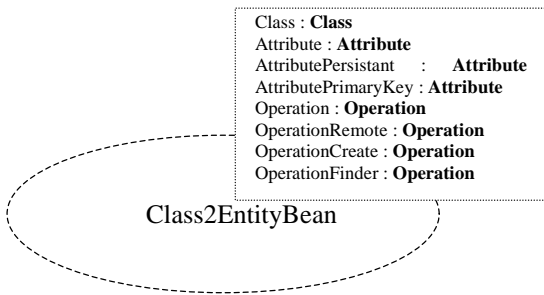 Class : Class
Attribute : Attribute
AttributePersistant : Attribute
AttributePrimaryKey : Attribute
Operation : Operation
OperationRemote : Operation
OperationCreate : Operation
OperationFinder : Operation
Class2EntityBean